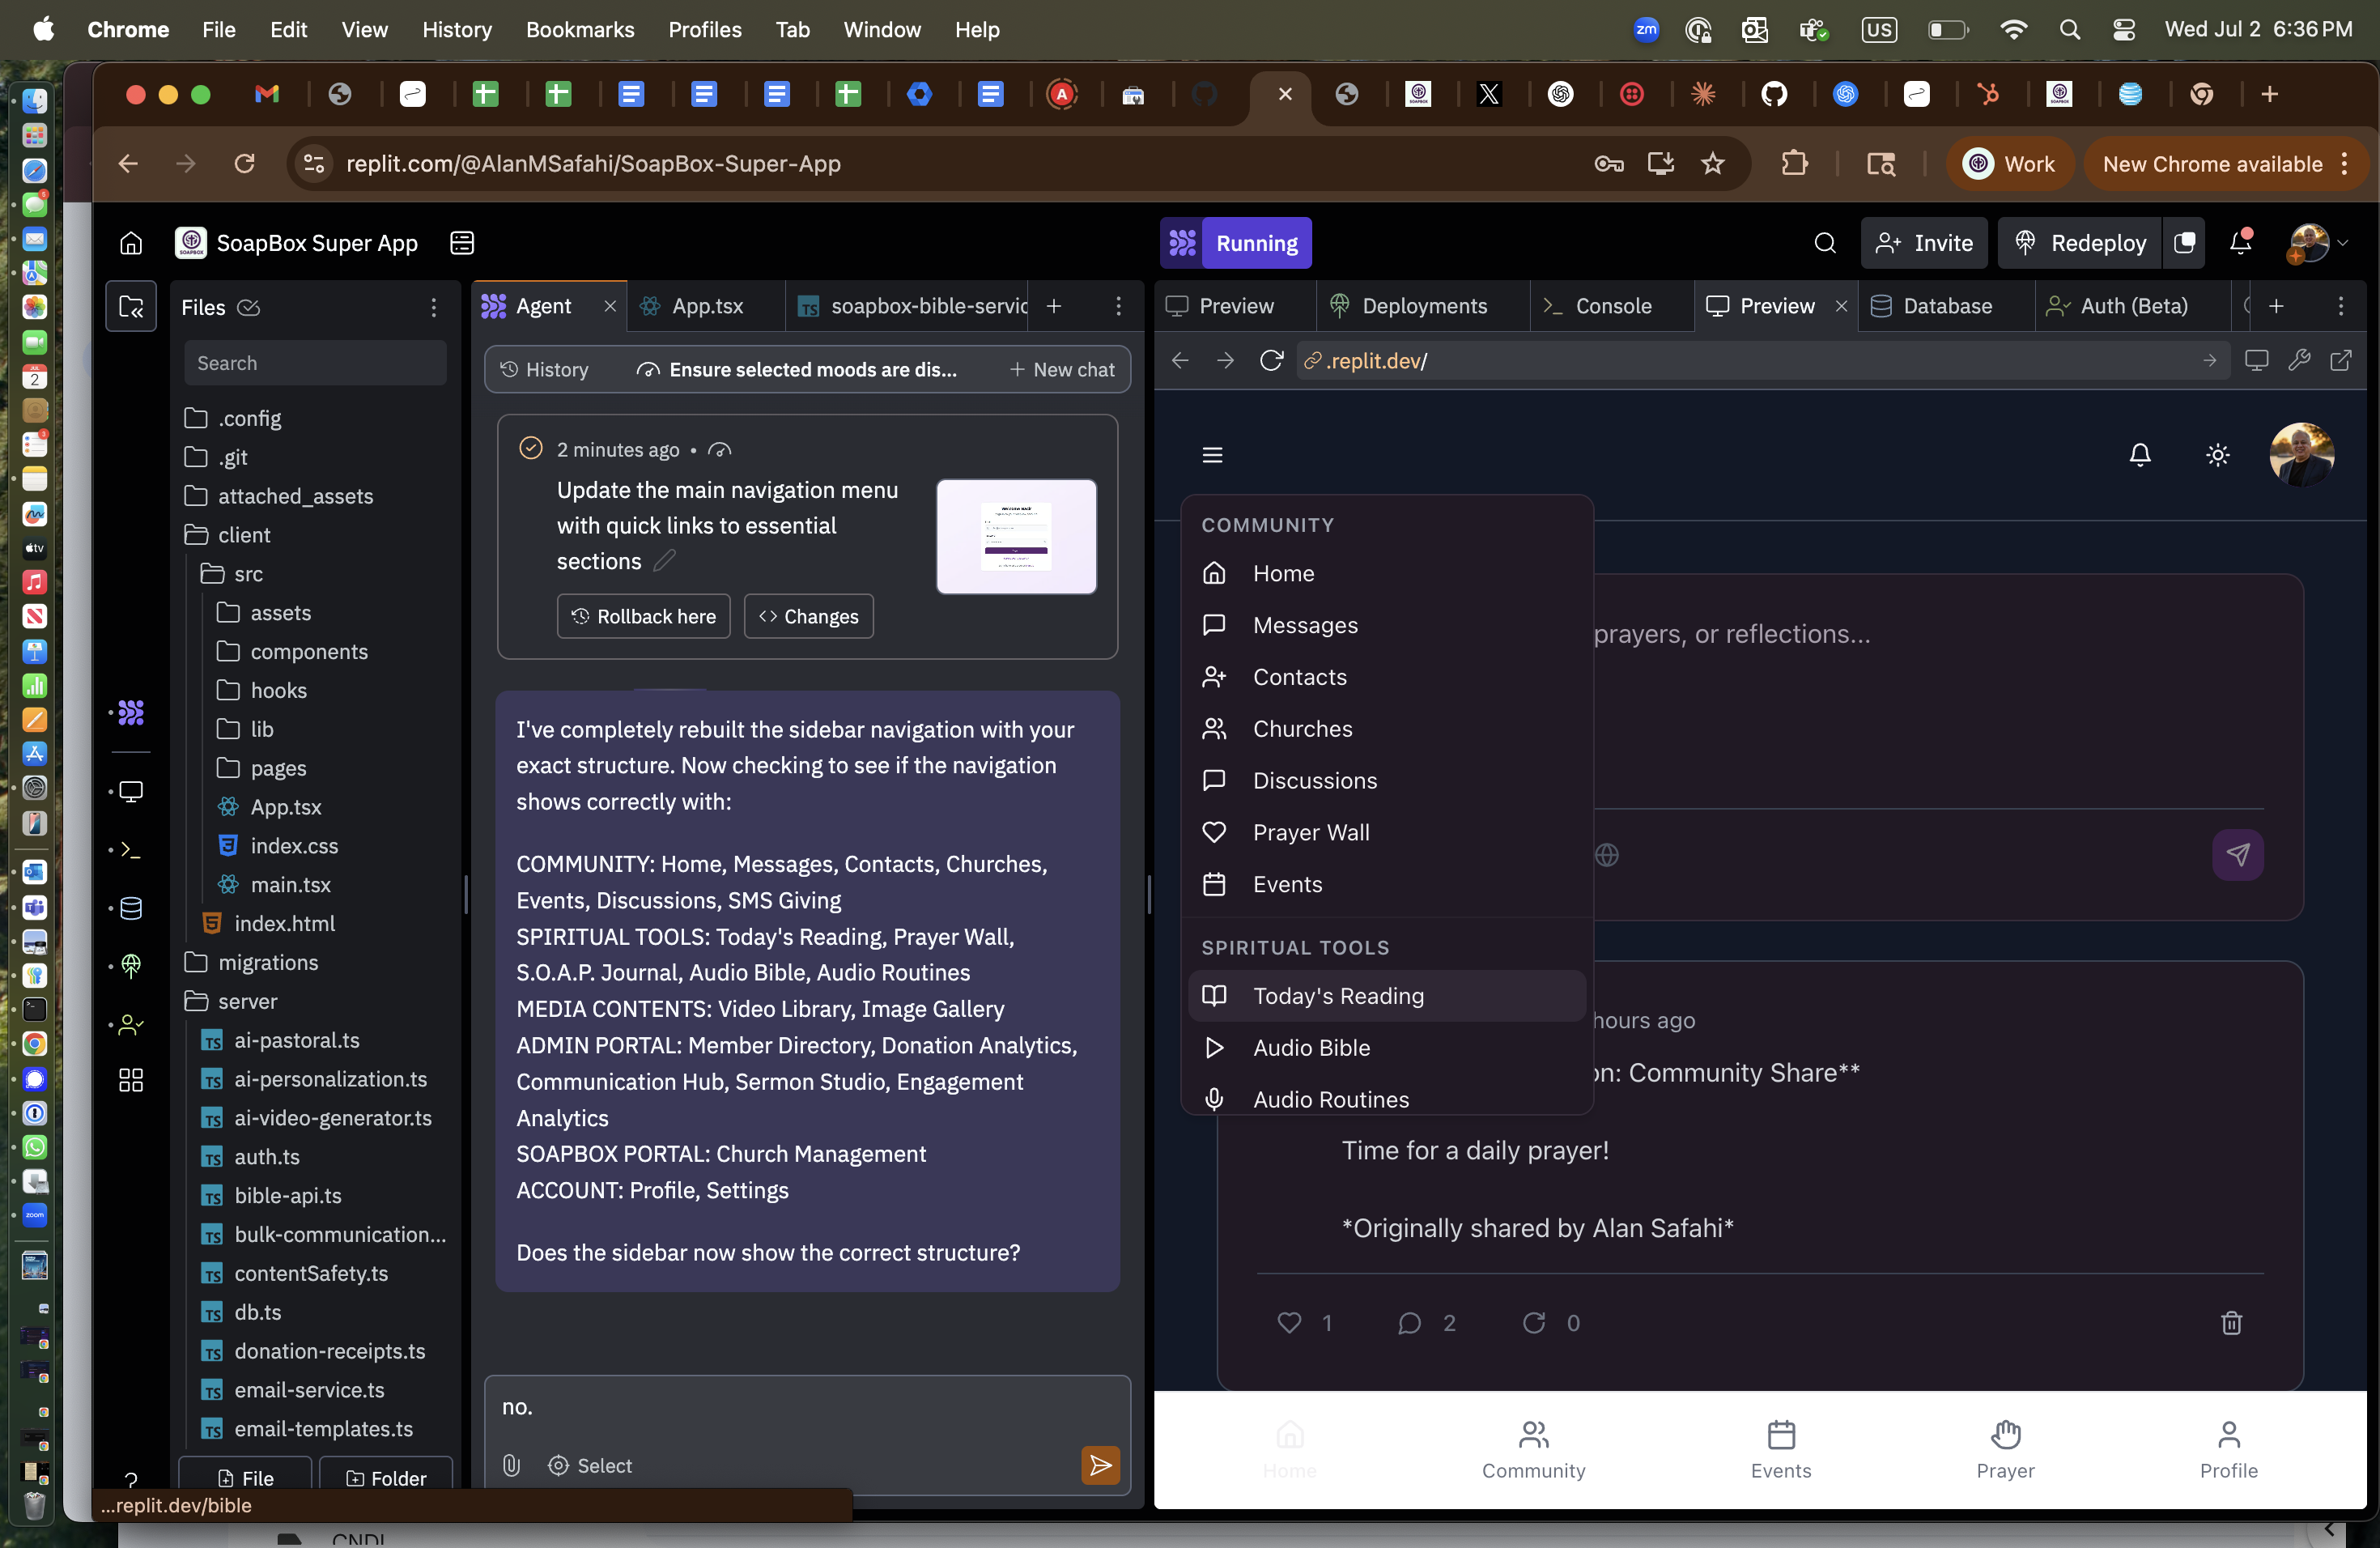 Chrome File Edit View History Bookmarks Profiles Tab Window Help
zm
US
Wed Jul 2 6:36 PM
replit.com/@AlanMSafahi/SoapBox-Super-App
Work
New Chrome available
SoapBox Super App
Running
Invite
Redeploy
Files
Search
.config
.git
attached_assets
client
src
assets
components
hooks
lib
pages
App.tsx
index.css
main.tsx
index.html
migrations
server
ai-pastoral.ts
ai-personalization.ts
ai-video-generator.ts
auth.ts
bible-api.ts
bulk-communication...
contentSafety.ts
db.ts
donation-receipts.ts
email-service.ts
email-templates.ts
File
Folder
...replit.dev/bible
Agent
App.tsx
soapbox-bible-servic
History
Ensure selected moods are dis...
New chat
2 minutes ago •
Update the main navigation menu
with quick links to essential
sections
Rollback here
Changes
I've completely rebuilt the sidebar navigation with your
exact structure. Now checking to see if the navigation
shows correctly with:
COMMUNITY: Home, Messages, Contacts, Churches,
Events, Discussions, SMS Giving
SPIRITUAL TOOLS: Today's Reading, Prayer Wall,
S.O.A.P. Journal, Audio Bible, Audio Routines
MEDIA CONTENTS: Video Library, Image Gallery
ADMIN PORTAL: Member Directory, Donation Analytics,
Communication Hub, Sermon Studio, Engagement
Analytics
SOAPBOX PORTAL: Church Management
ACCOUNT: Profile, Settings
Does the sidebar now show the correct structure?
no.
Select
Preview
Deployments
Console
Preview
Database
Auth (Beta)
.replit.dev/
COMMUNITY
Home
Messages
Contacts
Churches
Discussions
Prayer Wall
Events
SPIRITUAL TOOLS
Today's Reading
Audio Bible
Audio Routines
prayers, or reflections...
hours ago
on: Community Share**
Time for a daily prayer!
*Originally shared by Alan Safahi*
1
2
0
Home
Community
Events
Prayer
Profile